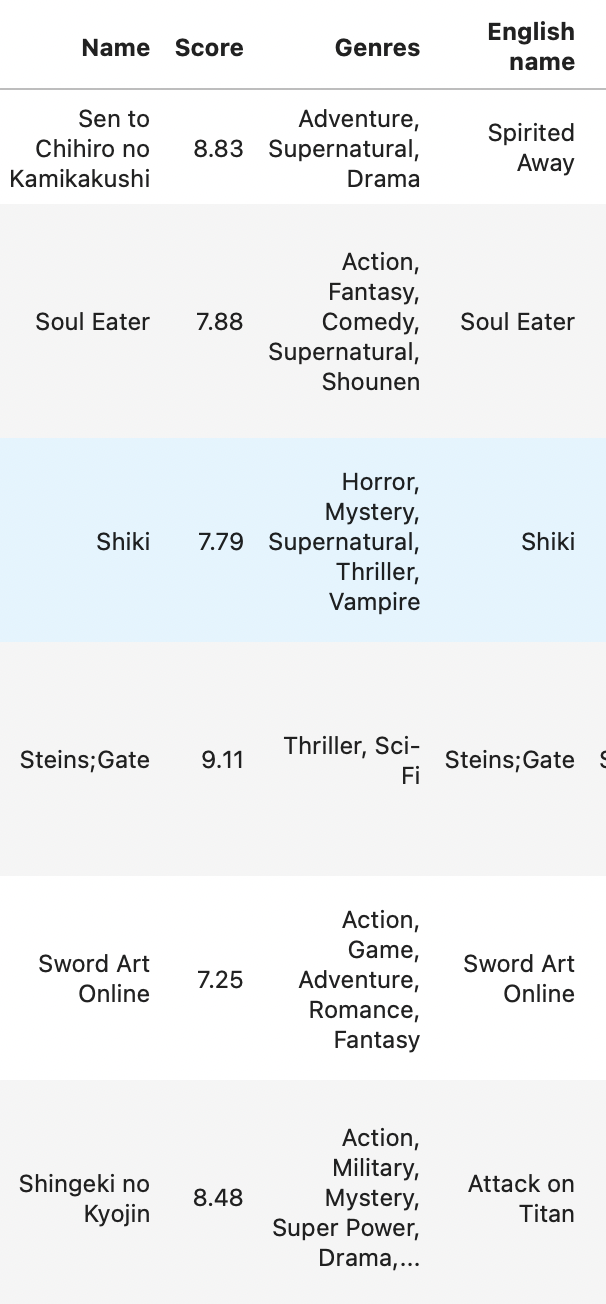 Name Score Genres English name
Sen to Chihiro no Kamikakushi 8.83 Adventure, Supernatural, Drama Spirited Away
Soul Eater 7.88 Action, Fantasy, Comedy, Supernatural, Shounen Soul Eater
Shiki 7.79 Horror, Mystery, Supernatural, Thriller, Vampire Shiki
Steins;Gate 9.11 Thriller, Sci-Fi Steins;Gate
Sword Art Online 7.25 Action, Game, Adventure, Romance, Fantasy Sword Art Online
Shingeki no Kyojin 8.48 Action, Military, Mystery, Super Power, Drama,... Attack on Titan